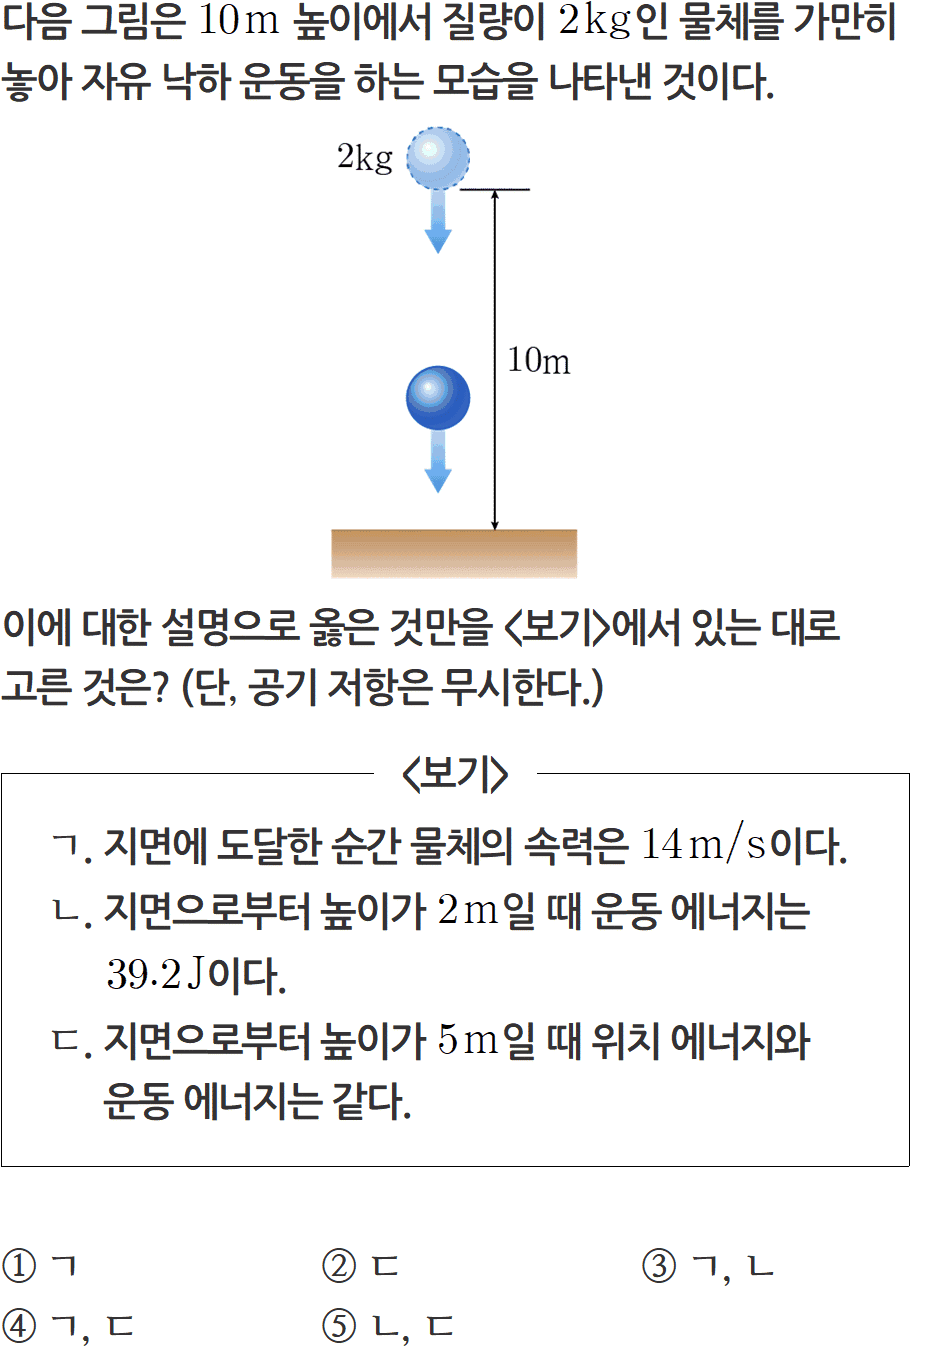 다음 그림은 10m 높이에서 질량이 2kg인 물체를 가만히
놓아 자유 낙하 운동을 하는 모습을 나타낸 것이다.
2kg
10m
이에 대한 설명으로 옳은 것만을 <보기>에서 있는 대로
고른 것은? (단, 공기 저항은 무시한다.)
<보기>
ㄱ. 지면에 도달한 순간 물체의 속력은 14m/s이다.
ㄴ. 지면으로부터 높이가 2m일 때 운동 에너지는
39.2J이다.
ㄷ. 지면으로부터 높이가 5m일 때 위치 에너지와
운동 에너지는 같다.
① ㄱ ② ㄷ ③ ㄱ, ㄴ
④ ㄱ, ㄷ ⑤ ㄴ, ㄷ